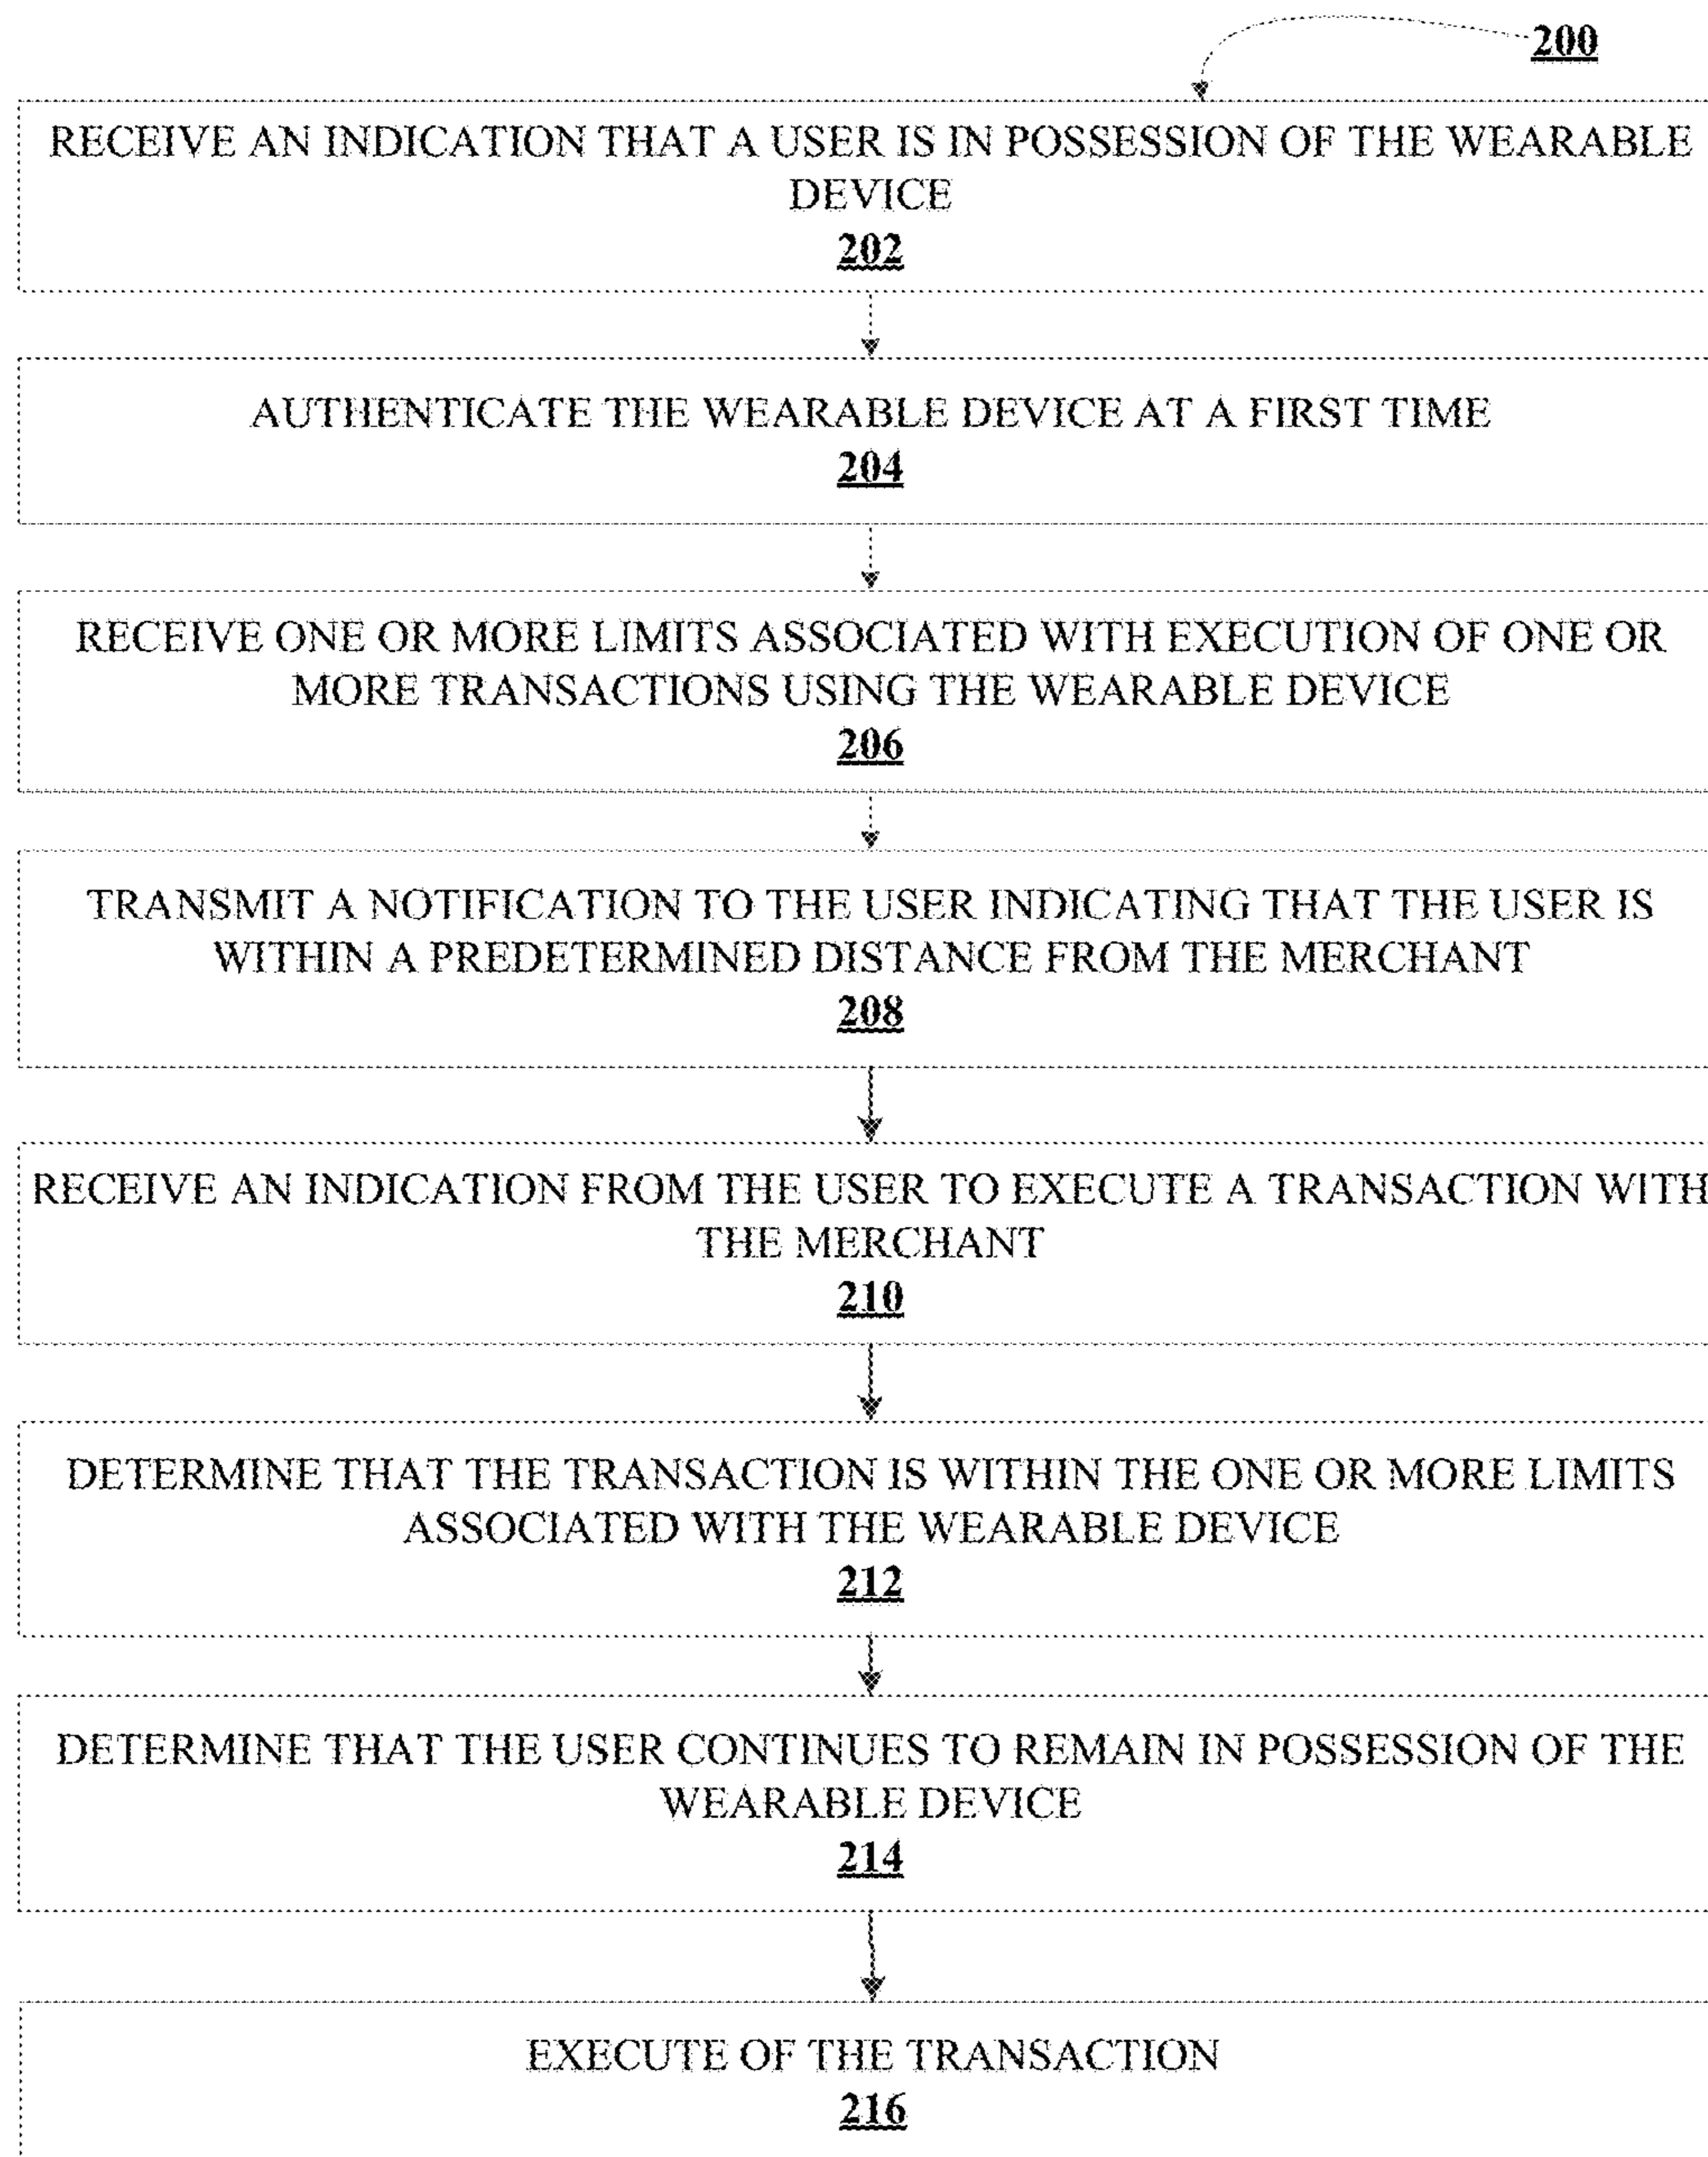 200
RECEIVE AN INDICATION THAT A USER IS IN POSSESSION OF THE WEARABLE
DEVICE
202
AUTHENTICATE THE WEARABLE DEVICE AT A FIRST TIME
204
RECEIVE ONE OR MORE LIMITS ASSOCIATED WITH EXECUTION OF ONE OR
MORE TRANSACTIONS USING THE WEARABLE DEVICE
206
TRANSMIT A NOTIFICATION TO THE USER INDICATING THAT THE USER IS
WITHIN A PREDETERMINED DISTANCE FROM THE MERCHANT
208
RECEIVE AN INDICATION FROM THE USER TO EXECUTE A TRANSACTION WITH
THE MERCHANT
210
DETERMINE THAT THE TRANSACTION IS WITHIN THE ONE OR MORE LIMITS
ASSOCIATED WITH THE WEARABLE DEVICE
212
DETERMINE THAT THE USER CONTINUES TO REMAIN IN POSSESSION OF THE
WEARABLE DEVICE
214
EXECUTE OF THE TRANSACTION
216